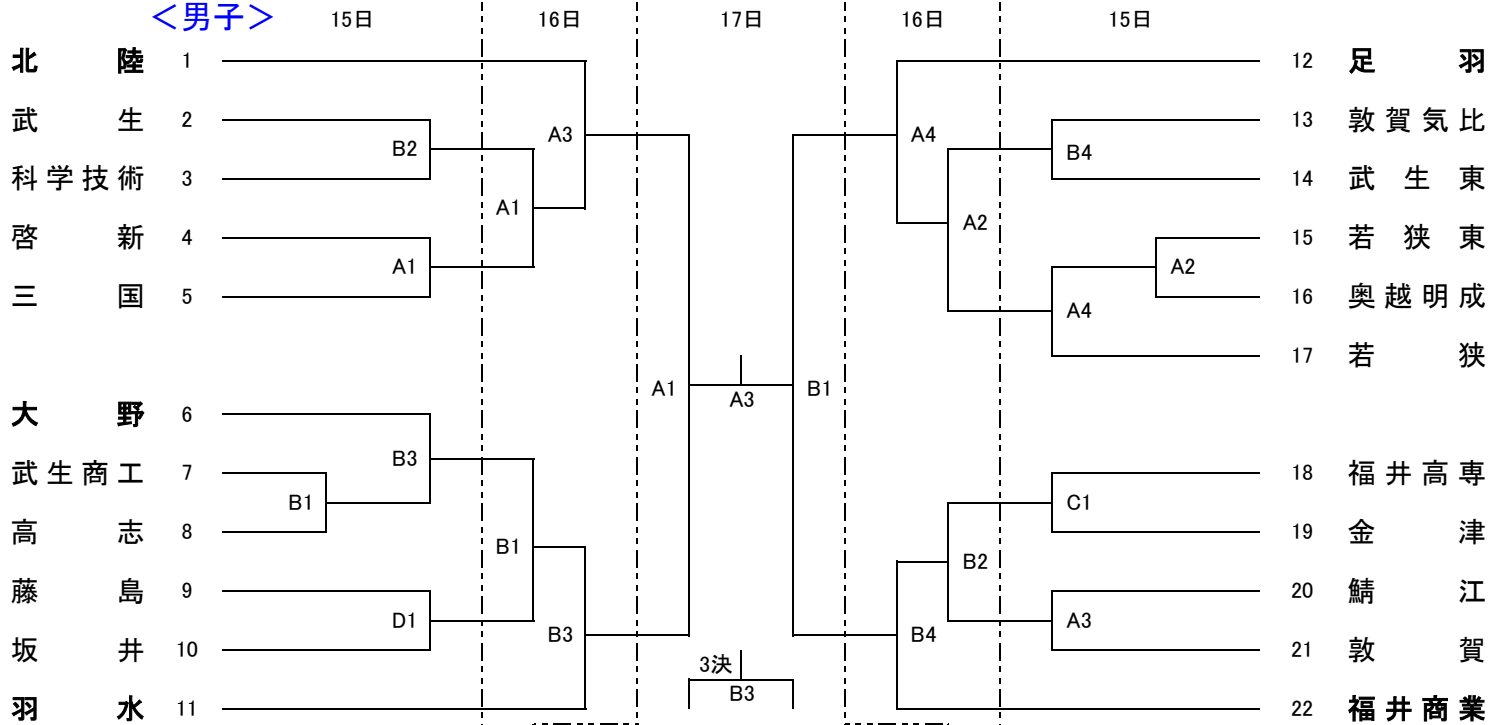 ＜男子＞ 15日 16日 17日 16日 15日
北陸 1 12 足羽
武生 2 A3 A4 13 敦賀気比
B2 B4
科学技術 3 14 武生東
A1 A2
啓新 4 15 若狭東
A1 A2
三国 5 16 奥越明成
A4
17 若狭
A1 A3 B1
大野 6
武生商工 7 B3 18 福井高専
B1 C1
高志 8 19 金津
B1 B2
藤島 9 20 鯖江
D1 B3 B4 A3
坂井 10 21 敦賀
3決
B3
羽水 11 22 福井商業